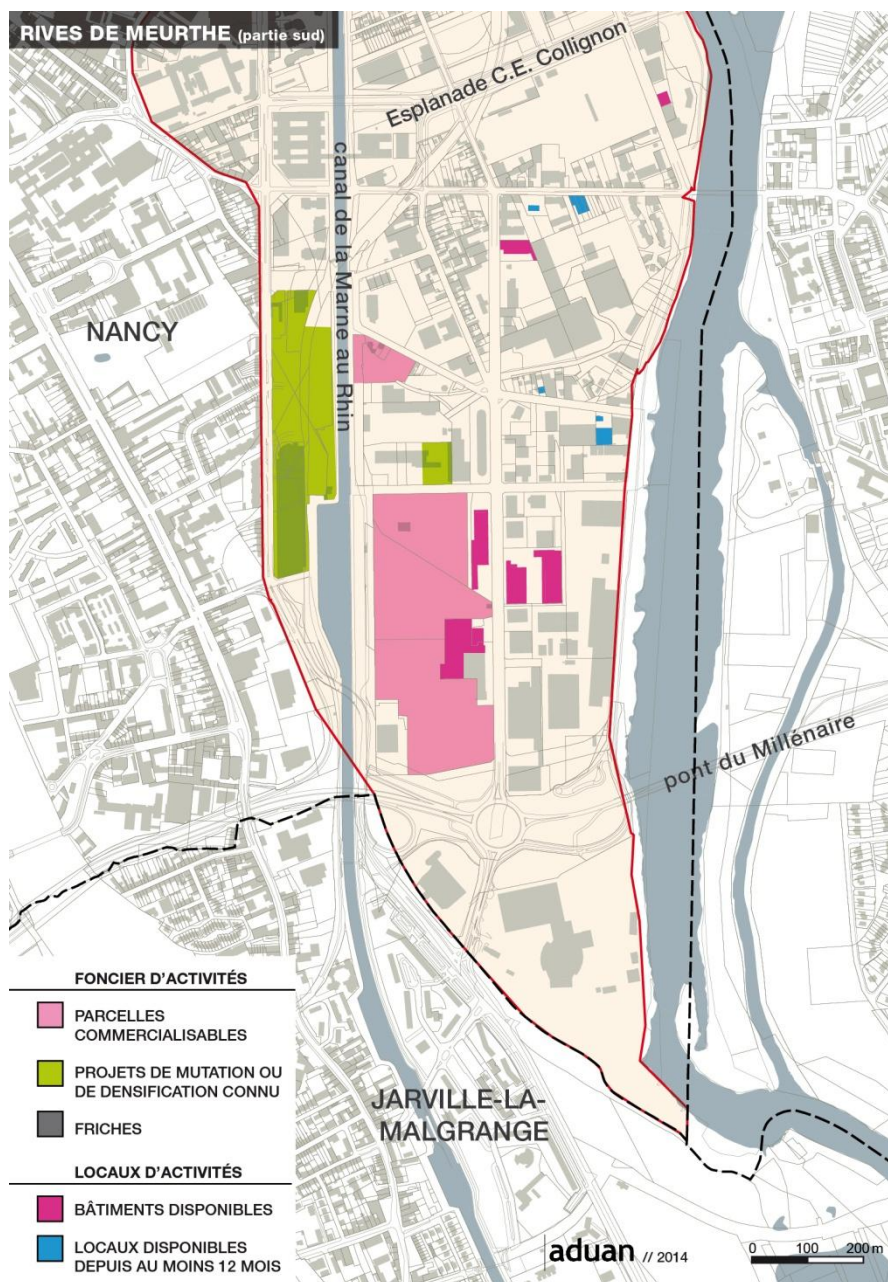 RIVES DE MEURTHE (partie sud)
Esplanade C.E. Collignon
canal de la Marne au Rhin
NANCY
pont du Millénaire
JARVILLE-LA-
MALGRANGE
FONCIER D'ACTIVITÉS
PARCELLES
COMMERCIALISABLES
PROJETS DE MUTATION OU
DE DENSIFICATION CONNU
FRICHES
LOCAUX D'ACTIVITÉS
BÂTIMENTS DISPONIBLES
LOCAUX DISPONIBLES
DEPUIS AU MOINS 12 MOIS
aduan // 2014
0 100 200 m